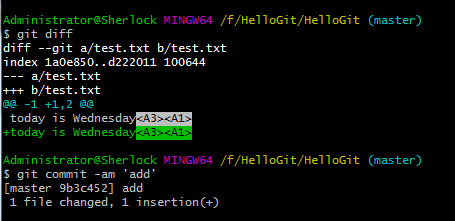 Administrator@Sherlock MINGW64 /f/HelloGit/HelloGit (master)
$ git diff
diff --git a/test.txt b/test.txt
index 1a0e850..d222011 100644
--- a/test.txt
+++ b/test.txt
@@ -1 +1,2 @@
 today is Wednesday<A3><A1>
+today is Wednesday<A3><A1>
Administrator@Sherlock MINGW64 /f/HelloGit/HelloGit (master)
$ git commit -am 'add'
[master 9b3c452] add
 1 file changed, 1 insertion(+)